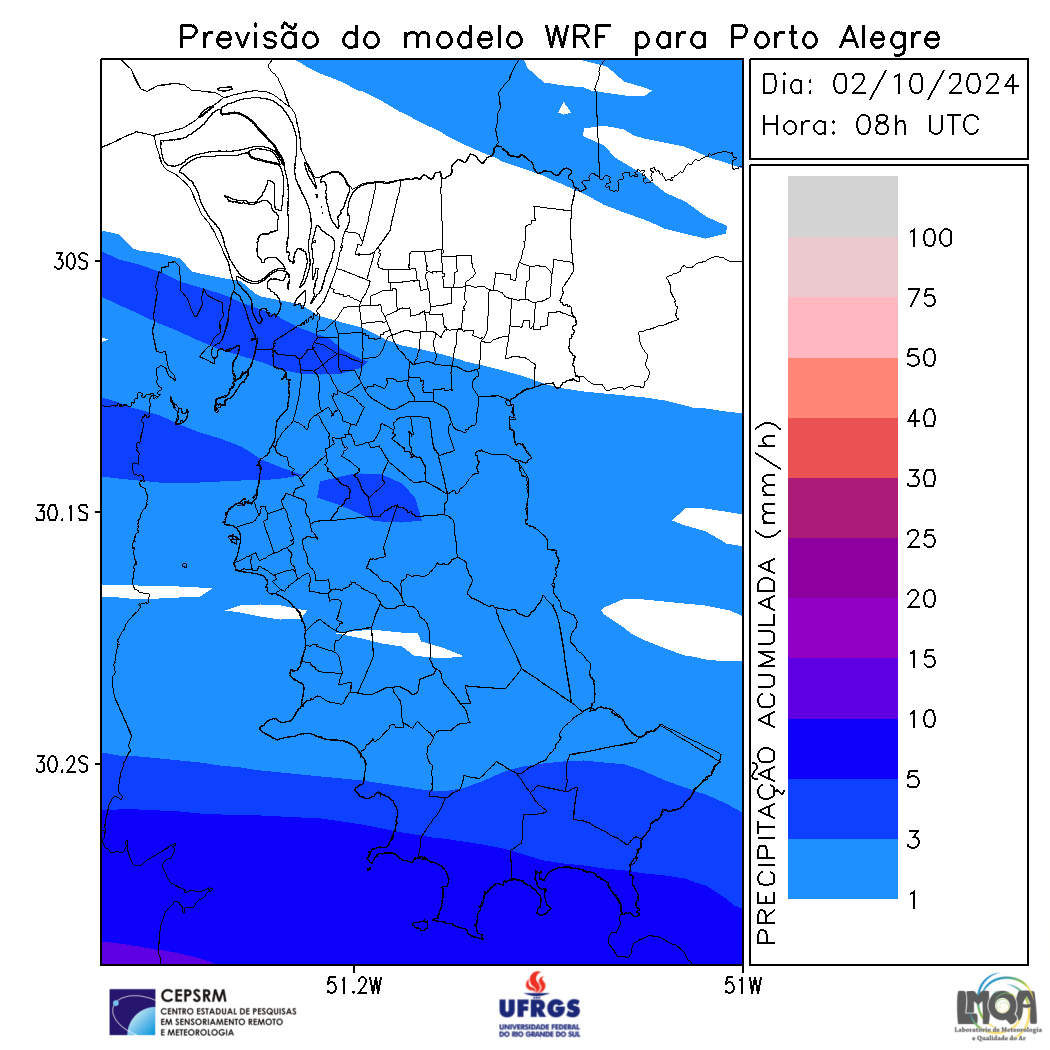 Previsão do modelo WRF para Porto Alegre
Dia: 02/10/2024
Hora: 08h UTC
30S
30.1S
30.2S
51.2W
51W
PRECIPITAÇÃO ACUMULADA (mm/h)
100
75
50
40
30
25
20
15
10
5
3
1
CEPSRM
CENTRO ESTADUAL DE PESQUISAS
EM SENSORIAMENTO REMOTO
E METEOROLOGIA
UFRGS
UNIVERSIDADE FEDERAL
DO RIO GRANDE DO SUL
LMQA
Laboratório de Meteorologia
e Qualidade do Ar